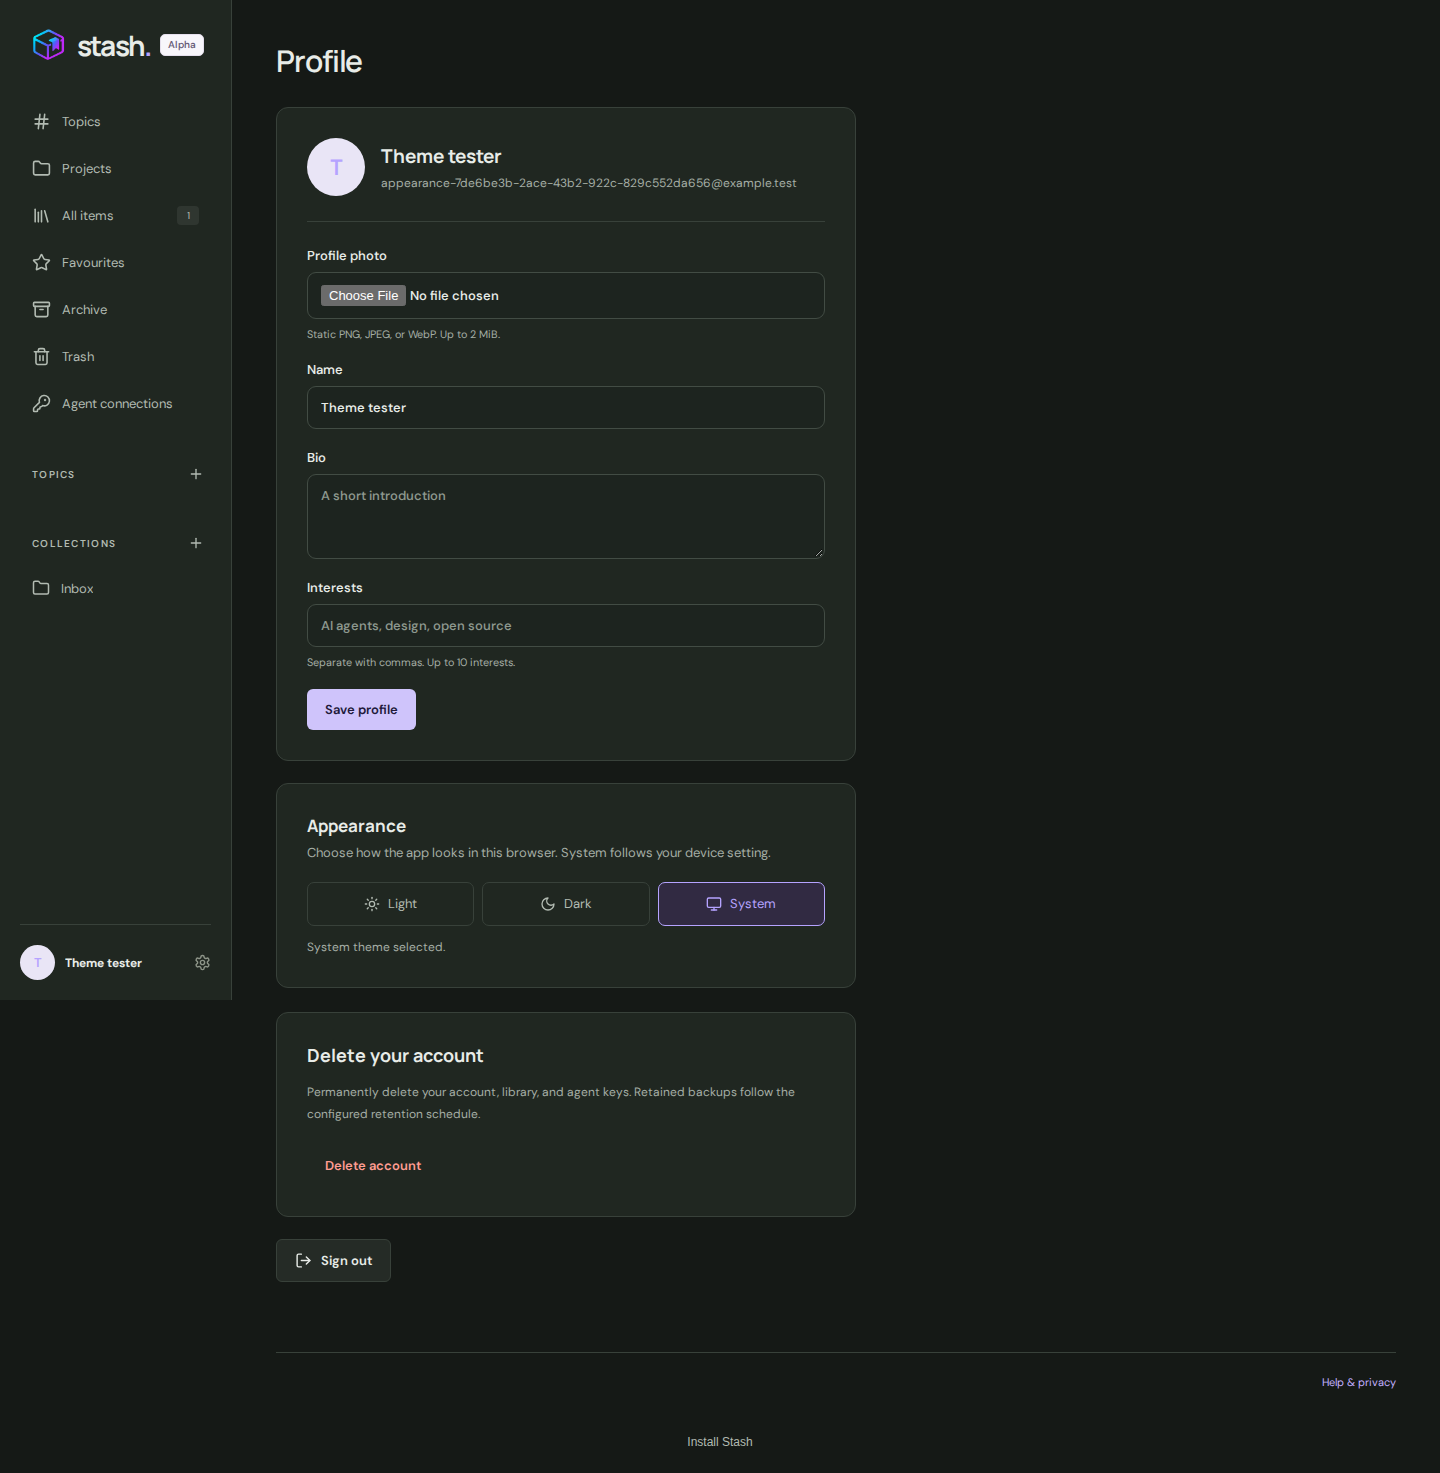 stash.
Alpha
Topics
Projects
All items
1
Favourites
Archive
Trash
Agent connections
TOPICS
COLLECTIONS
Inbox
T
Theme tester
Profile
T
Theme tester
appearance-7de6be3b-2ace-43b2-922c-829c552da656@example.test
Profile photo
Choose File No file chosen
Static PNG, JPEG, or WebP. Up to 2 MiB.
Name
Theme tester
Bio
A short introduction
Interests
AI agents, design, open source
Separate with commas. Up to 10 interests.
Save profile
Appearance
Choose how the app looks in this browser. System follows your device setting.
Light
Dark
System
System theme selected.
Delete your account
Permanently delete your account, library, and agent keys. Retained backups follow the
configured retention schedule.
Delete account
Sign out
Help & privacy
Install Stash